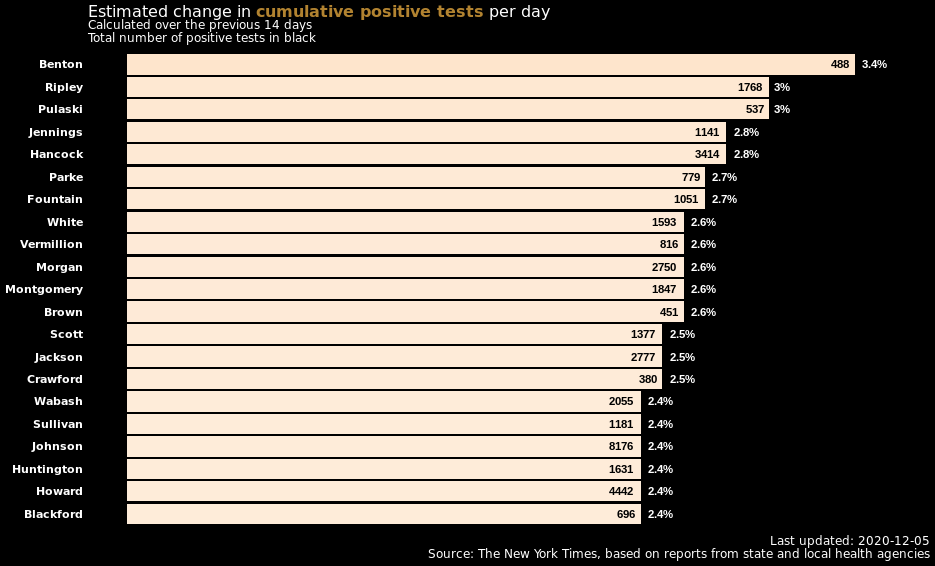 Estimated change in cumulative positive tests per day
Calculated over the previous 14 days
Total number of positive tests in black
Benton 488 3.4%
Ripley 1768 3%
Pulaski 537 3%
Jennings 1141 2.8%
Hancock 3414 2.8%
Parke 779 2.7%
Fountain 1051 2.7%
White 1593 2.6%
Vermillion 816 2.6%
Morgan 2750 2.6%
Montgomery 1847 2.6%
Brown 451 2.6%
Scott 1377 2.5%
Jackson 2777 2.5%
Crawford 380 2.5%
Wabash 2055 2.4%
Sullivan 1181 2.4%
Johnson 8176 2.4%
Huntington 1631 2.4%
Howard 4442 2.4%
Blackford 696 2.4%
Last updated: 2020-12-05
Source: The New York Times, based on reports from state and local health agencies